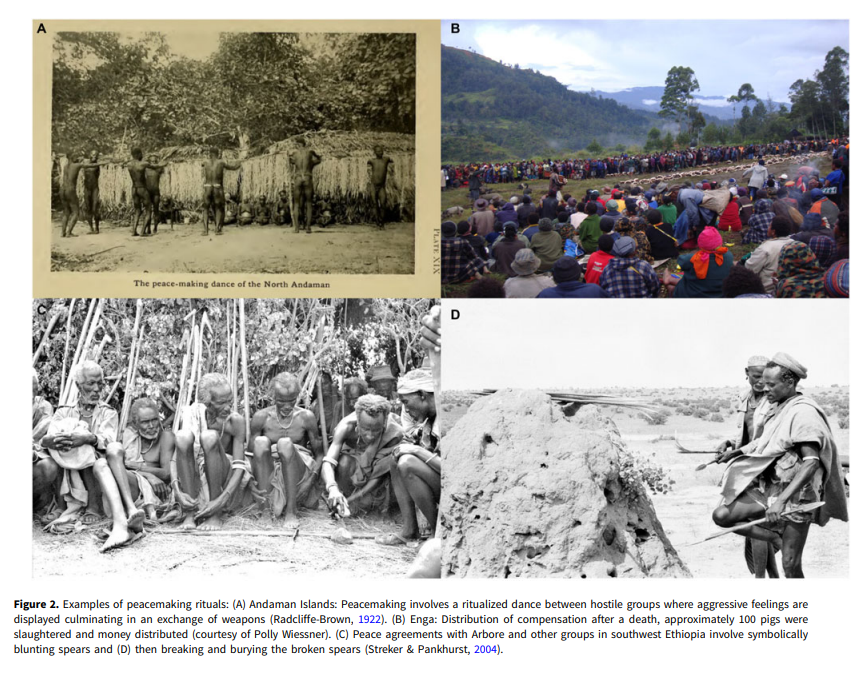 A
B
PLATE XIX
The peace-making dance of the North Andaman
C
D
Figure 2. Examples of peacemaking rituals: (A) Andaman Islands: Peacemaking involves a ritualized dance between hostile groups where aggressive feelings are
displayed culminating in an exchange of weapons (Radcliffe-Brown, 1922). (B) Enga: Distribution of compensation after a death, approximately 100 pigs were
slaughtered and money distributed (courtesy of Polly Wiessner). (C) Peace agreements with Arbore and other groups in southwest Ethiopia involve symbolically
blunting spears and (D) then breaking and burying the broken spears (Streker & Pankhurst, 2004).